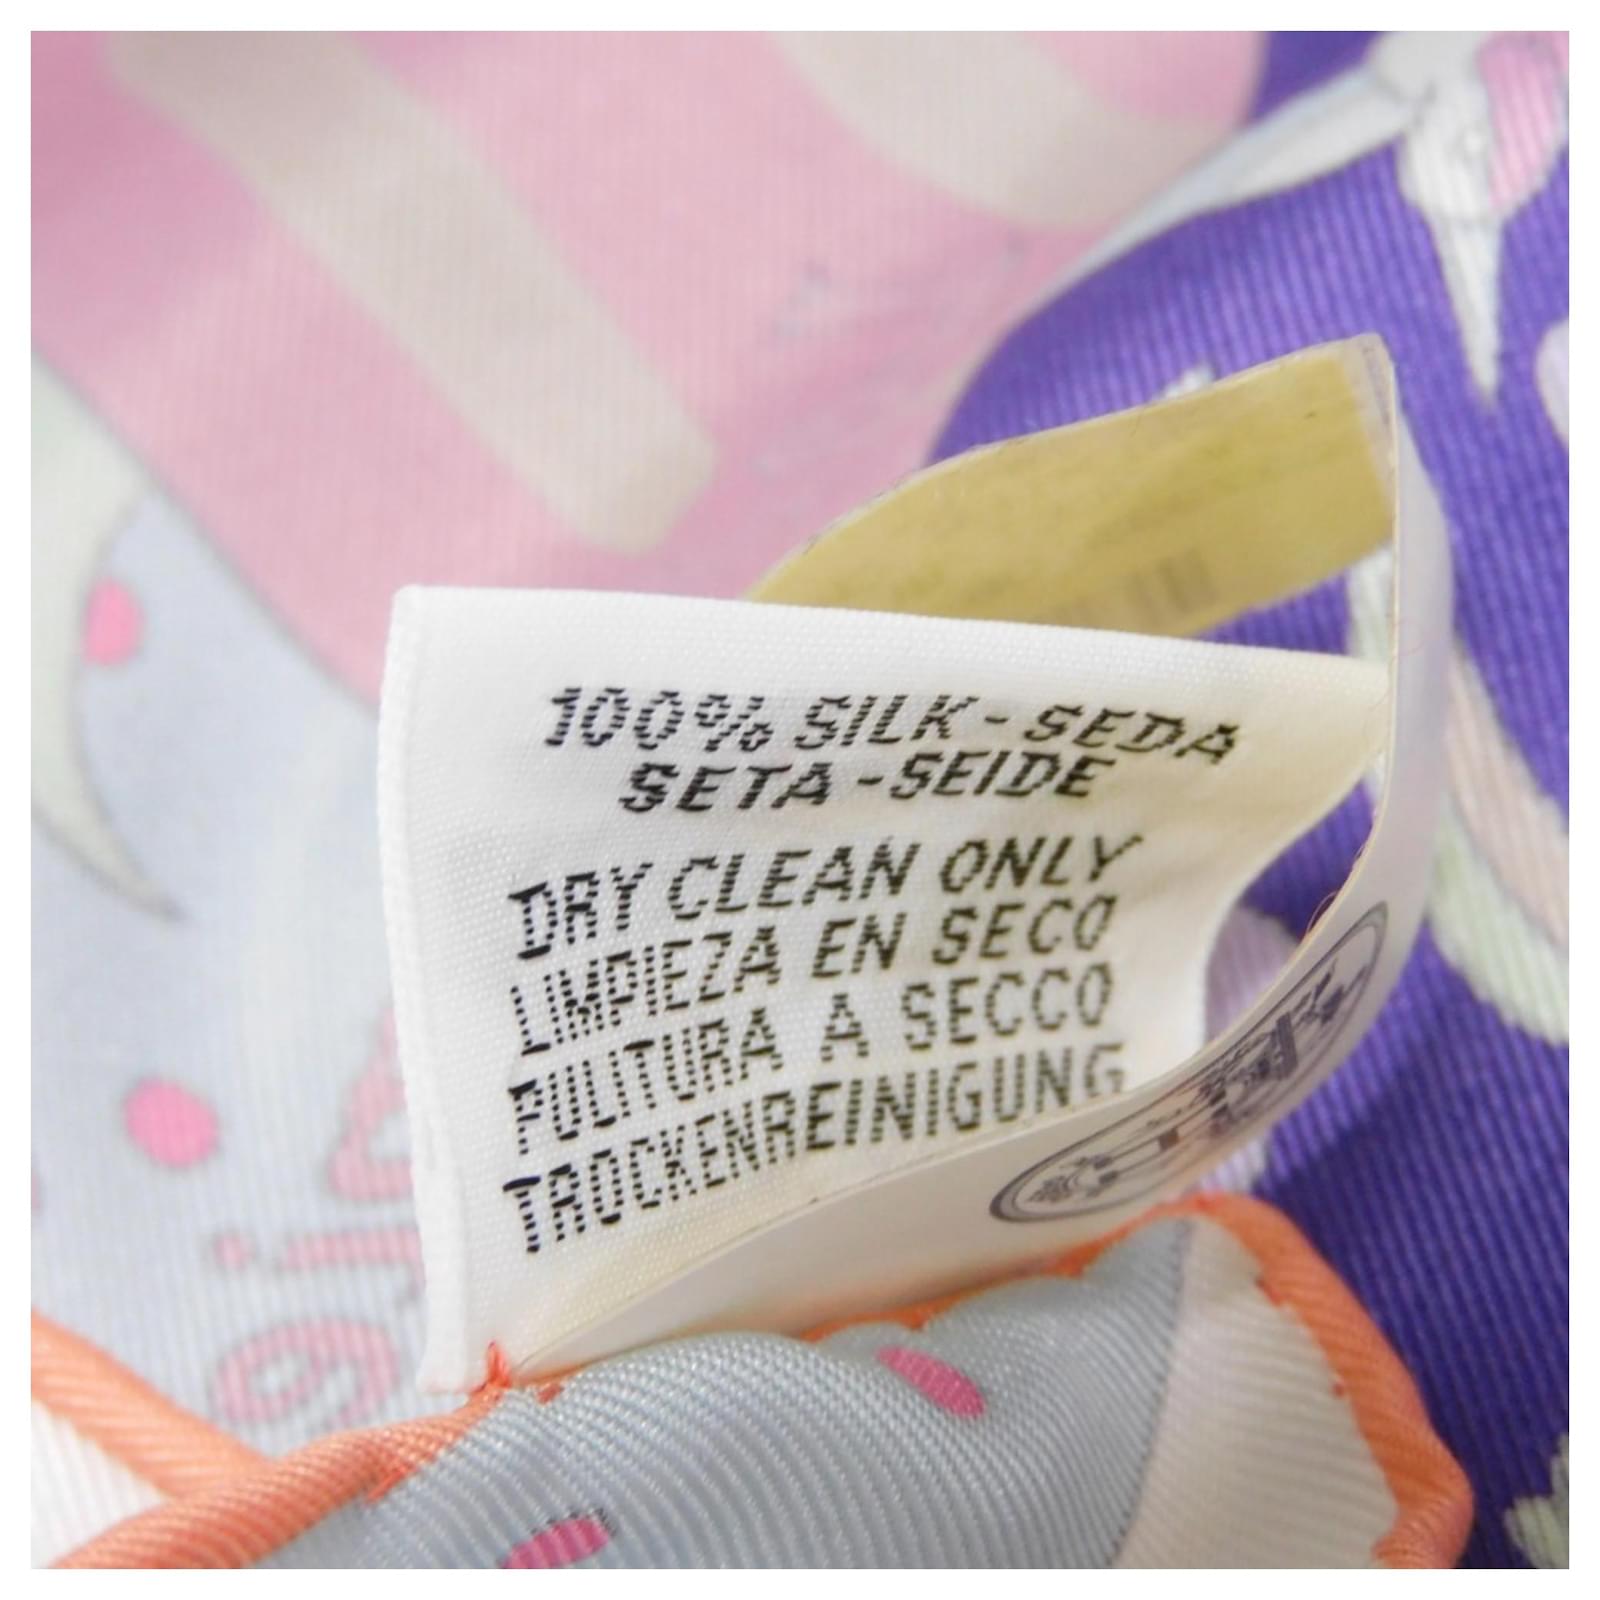 100% SILK - SEDA
SETA - SEIDE
DRY CLEAN ONLY
LIMPIEZA EN SECO
PULITURA A SECCO
TROCKENREINIGUNG